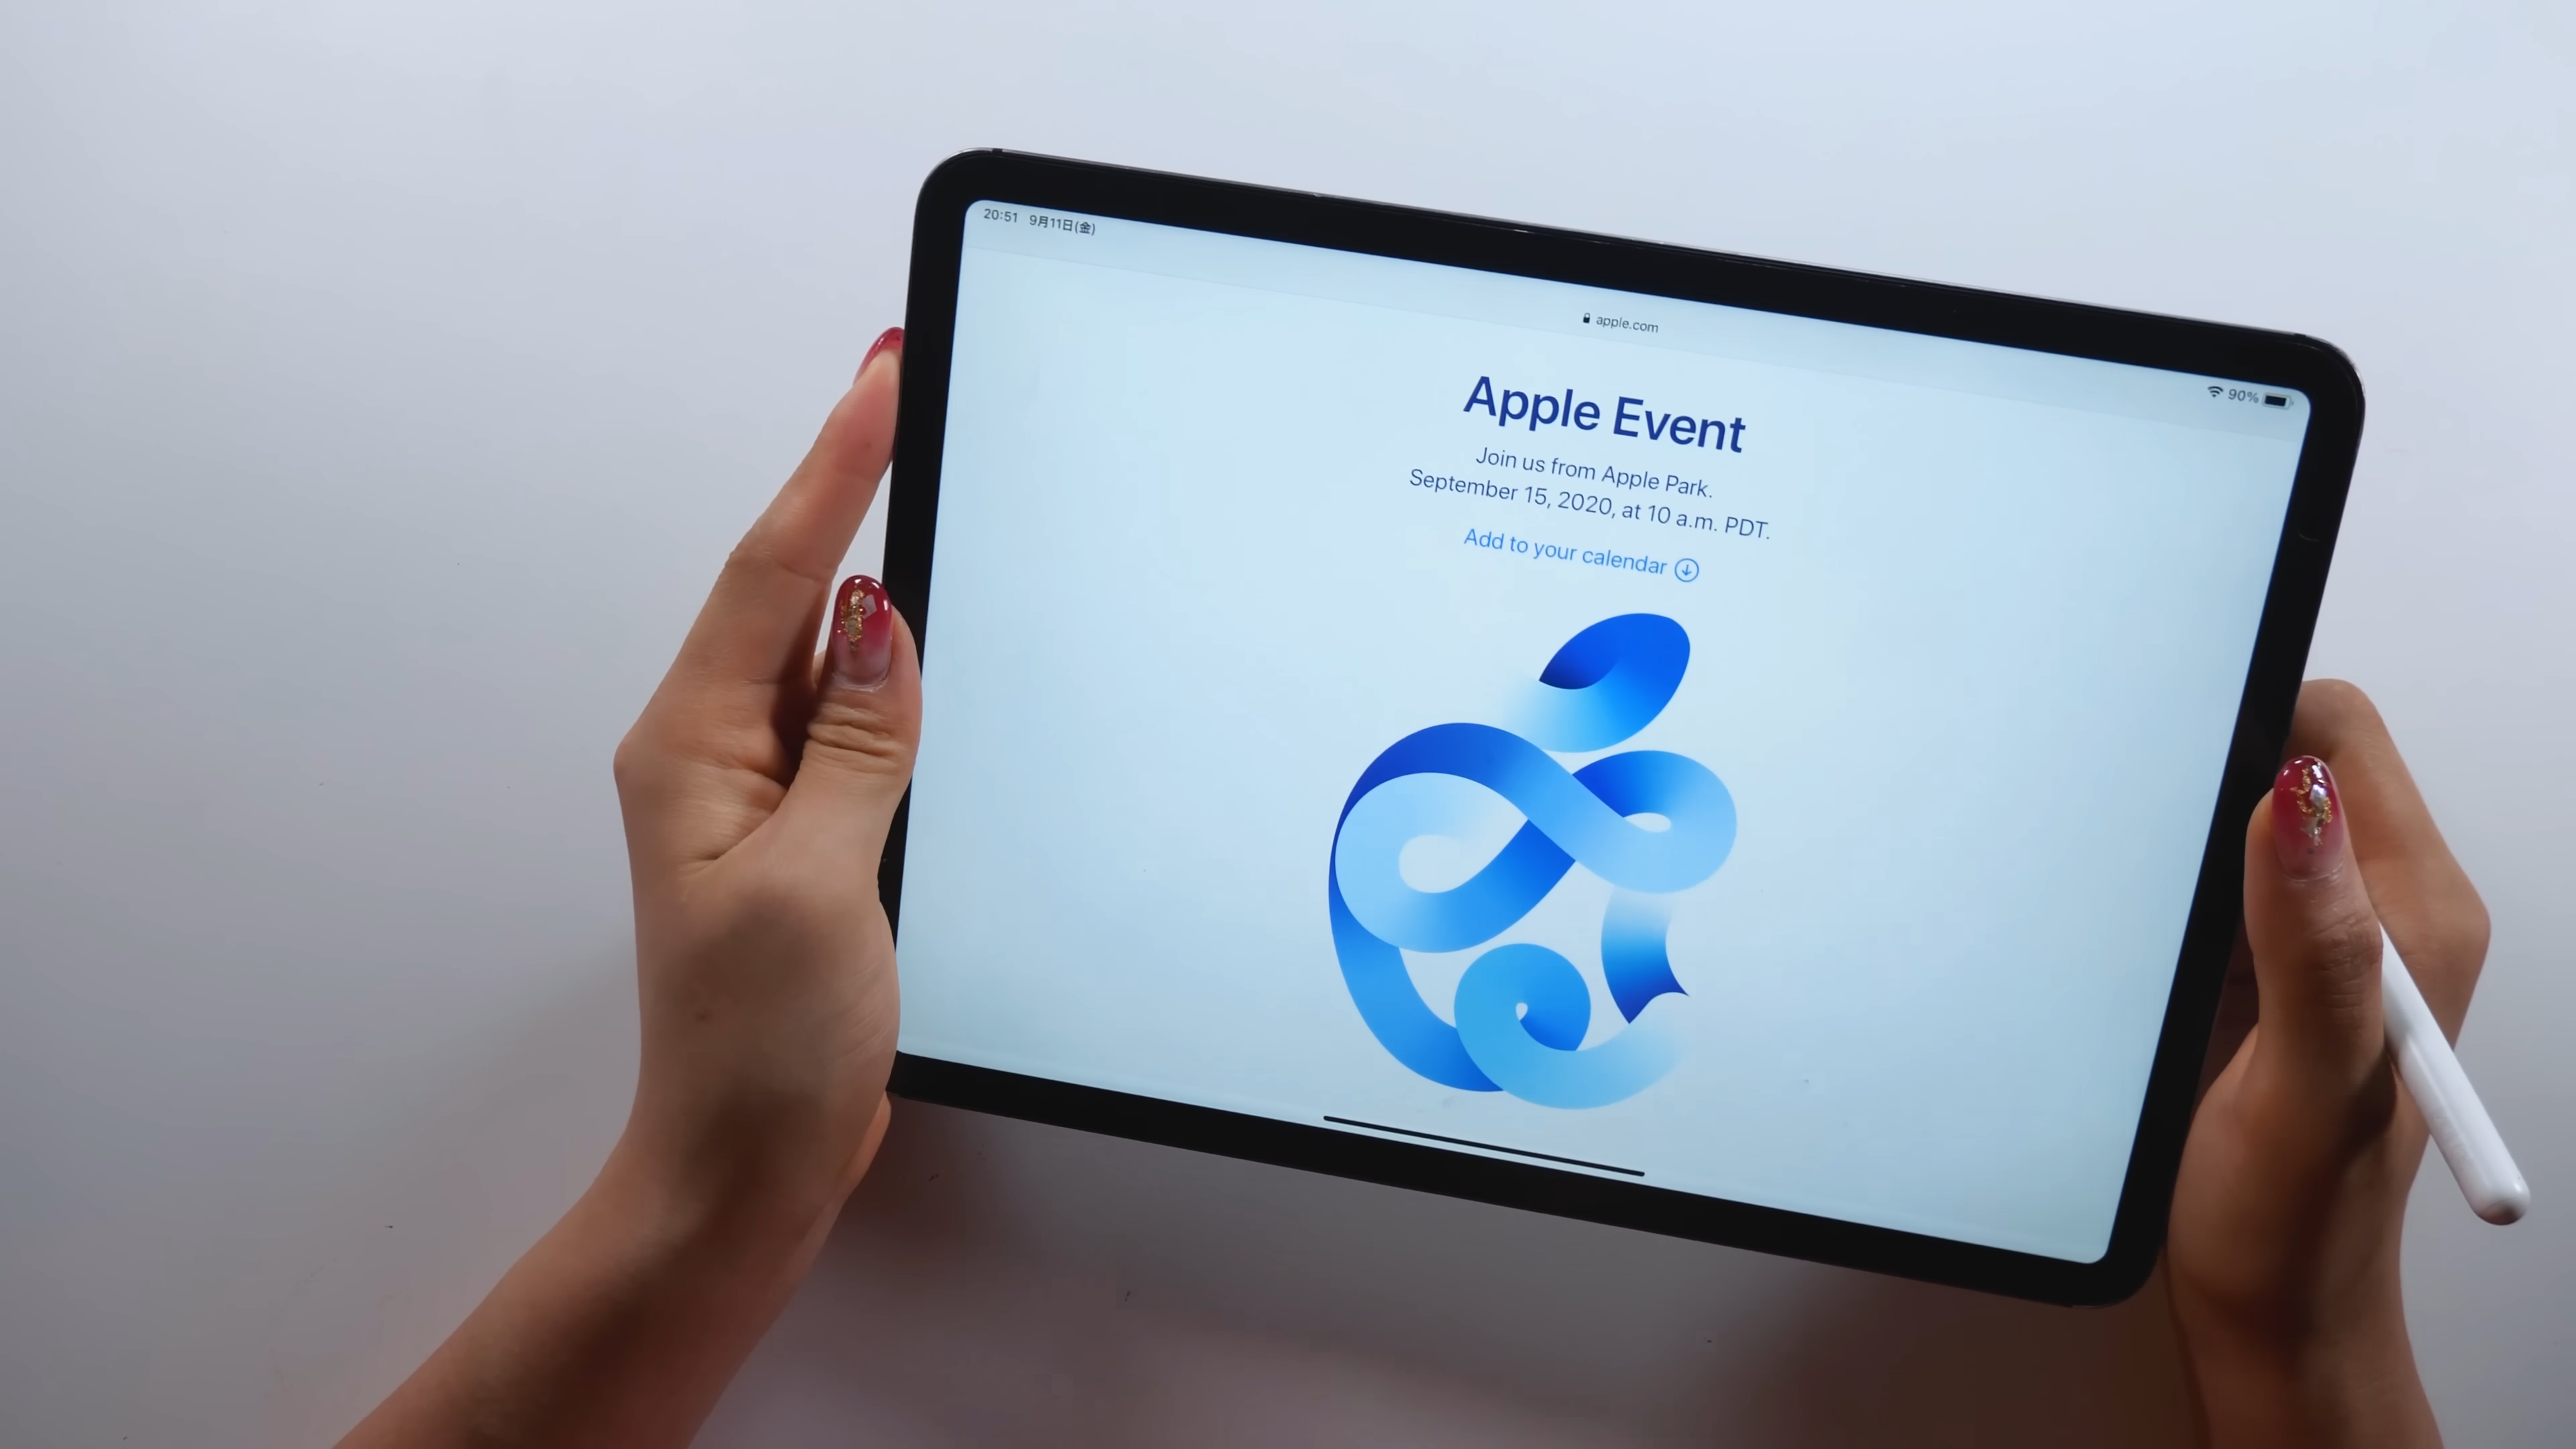 20:51 9月11日(金)
90%
apple.com
Apple Event
Join us from Apple Park.
September 15, 2020, at 10 a.m. PDT.
Add to your calendar